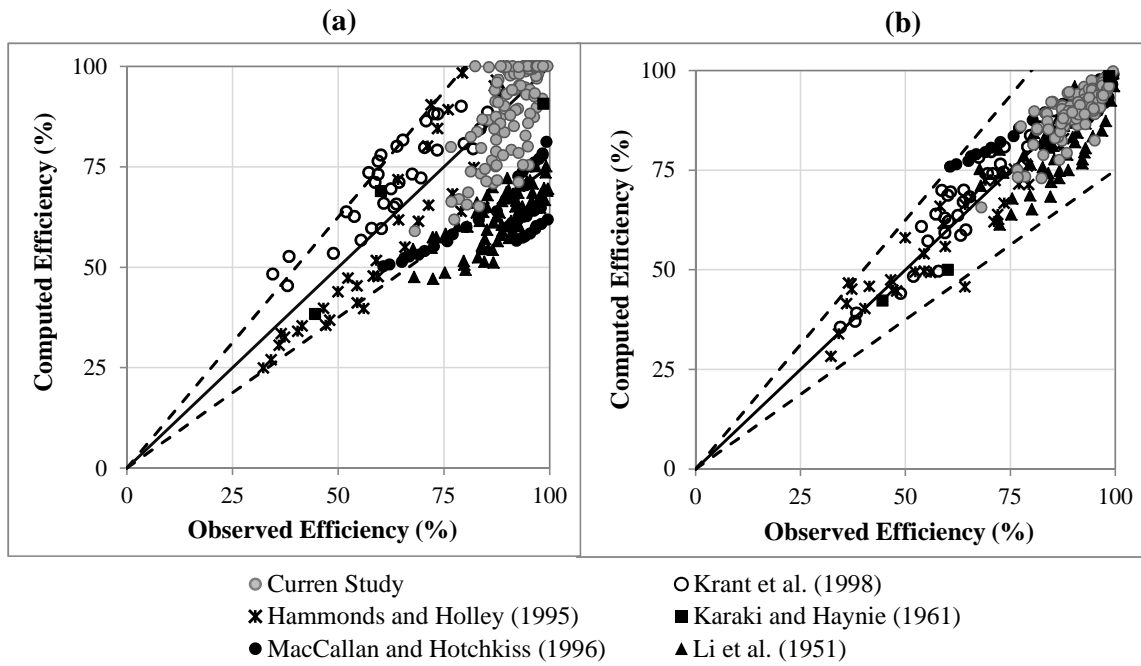 (a)
100
75
50
25
0
0 25 50 75 100
Computed Efficiency (%)
Observed Efficiency (%)
(b)
100
75
50
25
0
0 25 50 75 100
Computed Efficiency (%)
Observed Efficiency (%)
Curren Study
Krant et al. (1998)
Hammonds and Holley (1995)
Karaki and Haynie (1961)
MacCallan and Hotchkiss (1996)
Li et al. (1951)